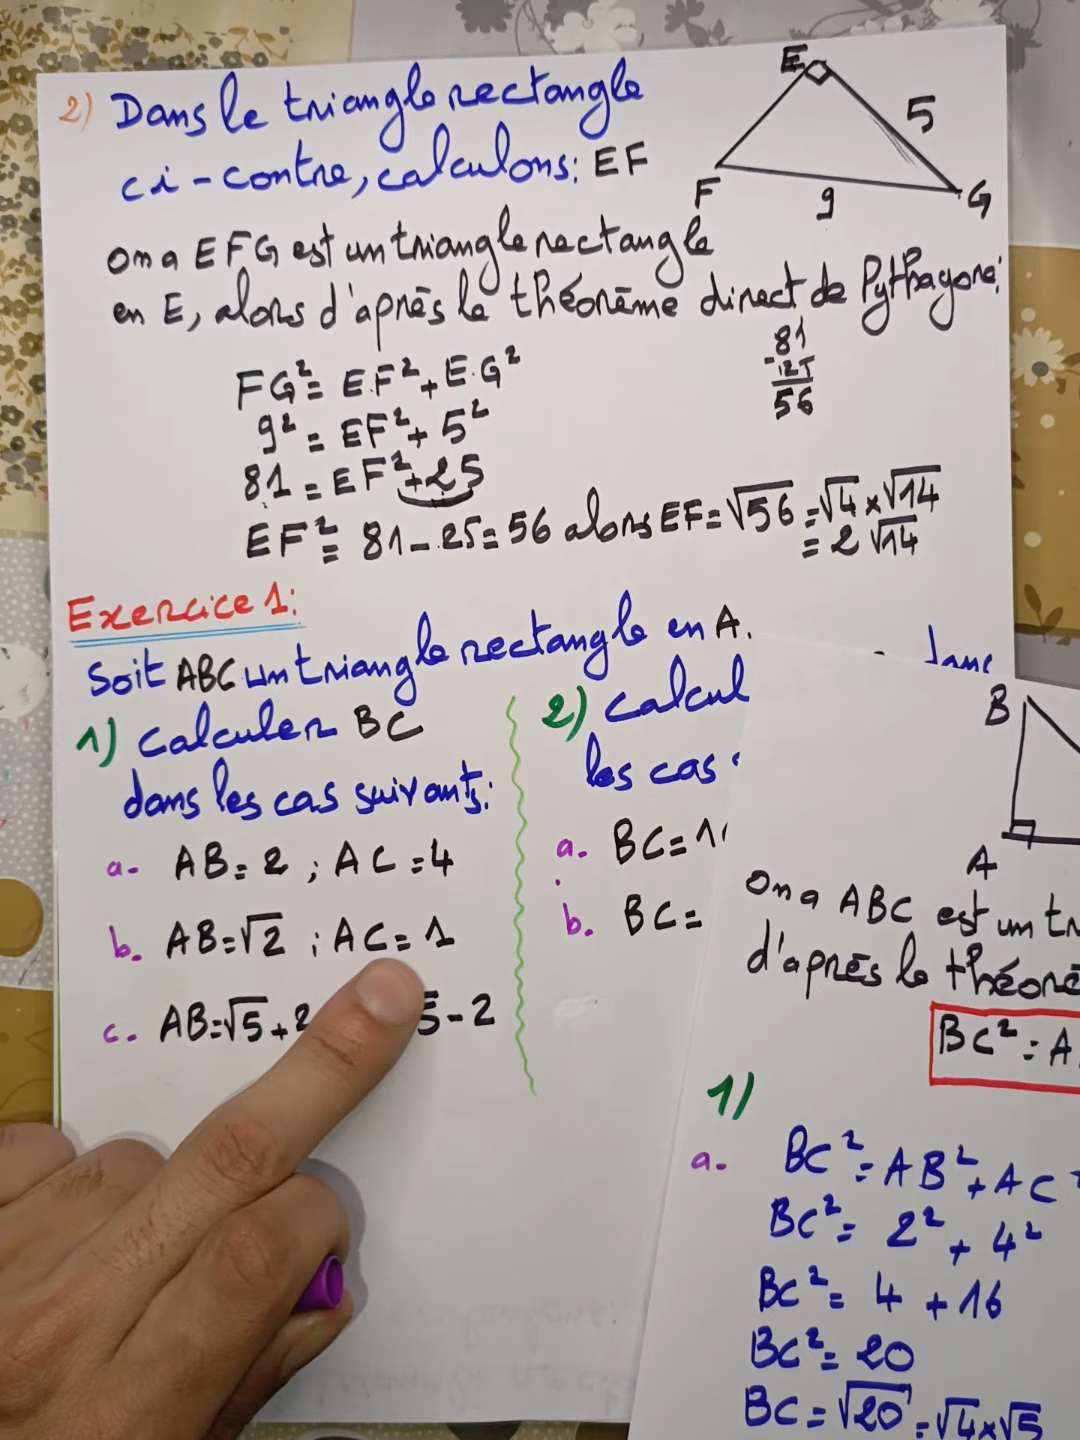 2) Dans le triangle rectangle
ci-contre, calculons: EF
E
5
F
9
G
on a EFG est un triangle rectangle
en E, alors d'après le théorème direct de Pythagore:
FG² = EF² + EG²
9² = EF² + 5²
81 = EF² + 25
81
- 25
56
EF² = 81 - 25 = 56 alors EF = √56 = √4 × √14
= 2√14
Exercice 1:
Soit ABC un triangle rectangle en A.
1) Calculer BC
dans les cas suivants:
a. AB = 2 ; AC = 4
b. AB = √2 ; AC = 1
c. AB = √5 + 2 5 - 2
2) Calcul
les cas
a. BC = 1
b. BC =
B
A
on a ABC est un tr
d'après le théorè
BC² = A
1)
a. BC² = AB² + AC
BC² = 2² + 4²
BC² = 4 + 16
BC² = 20
BC = √20 = √4 × √5